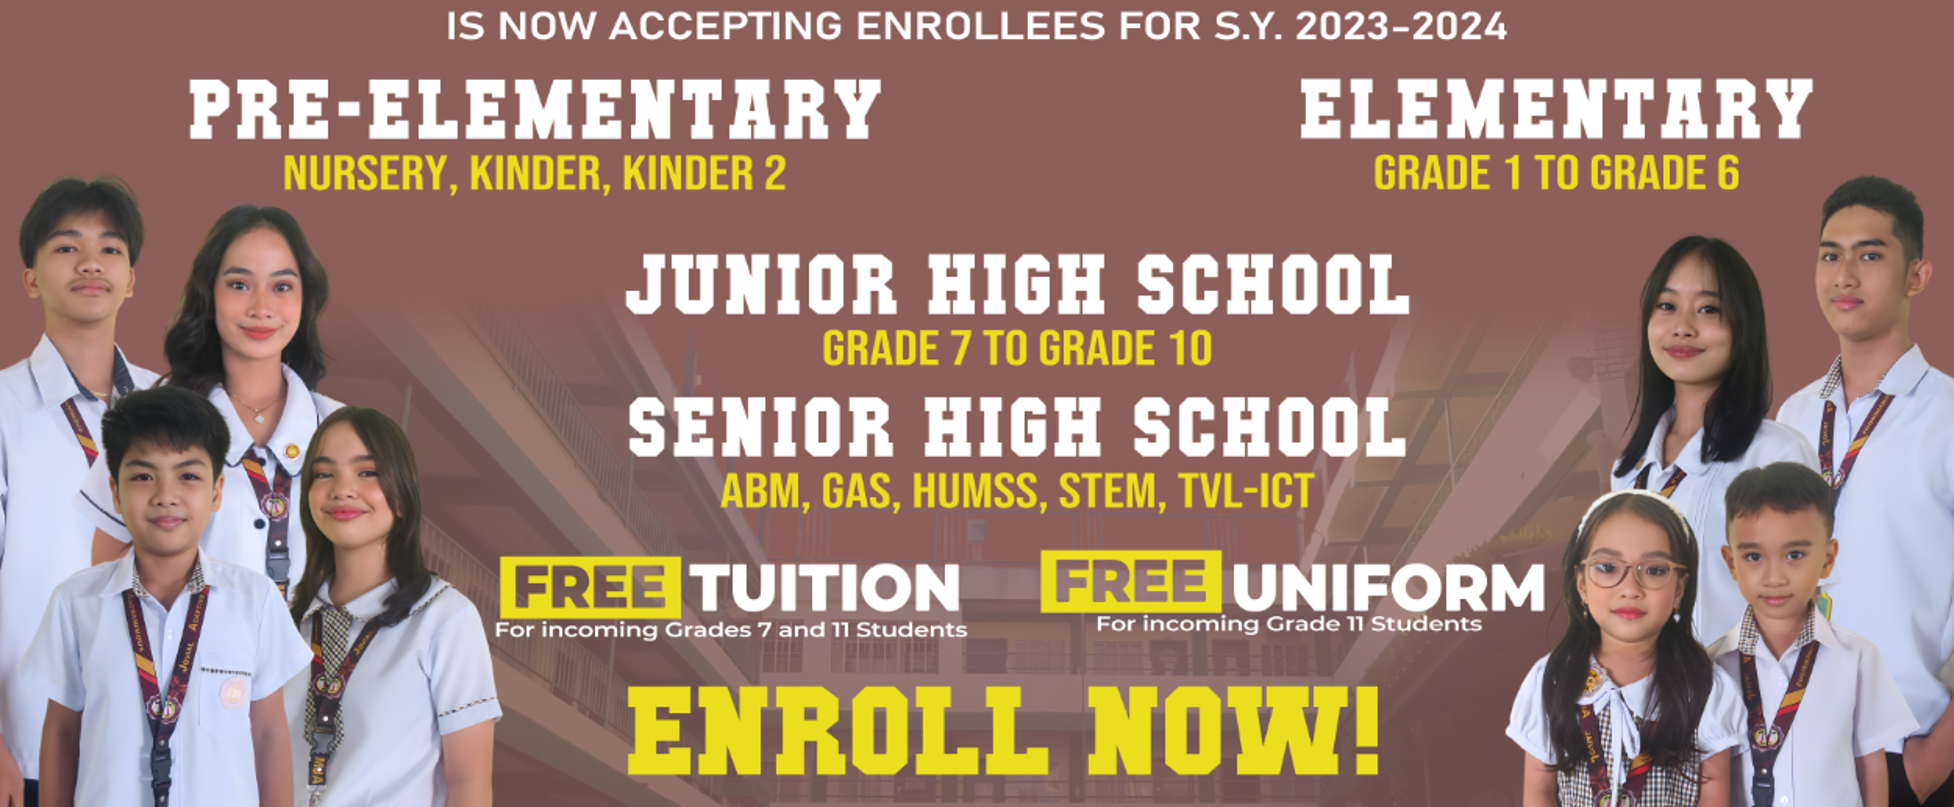 IS NOW ACCEPTING ENROLLEES FOR S.Y. 2023-2024
PRE-ELEMENTARY
NURSERY, KINDER, KINDER 2
ELEMENTARY
GRADE 1 TO GRADE 6
JUNIOR HIGH SCHOOL
GRADE 7 TO GRADE 10
SENIOR HIGH SCHOOL
ABM, GAS, HUMSS, STEM, TVL-ICT
FREE TUITION
For incoming Grades 7 and 11 Students
FREE UNIFORM
For incoming Grade 11 Students
ENROLL NOW!